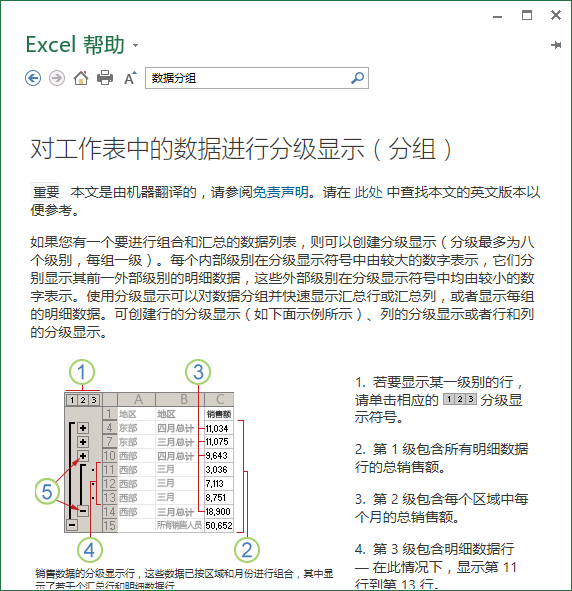 Excel 帮助
A
数据分组
对工作表中的数据进行分级显示（分组）
重要 本文是由机器翻译的，请参阅免责声明。请在 此处 中查找本文的英文版本以
便参考。
如果您有一个要进行组合和汇总的数据列表，则可以创建分级显示（分级最多为八
个级别，每组一级）。每个内部级别在分级显示符号中由较大的数字表示，它们分
别显示其前一外部级别的明细数据，这些外部级别在分级显示符号中均由较小的数
字表示。使用分级显示可以对数据分组并快速显示汇总行或汇总列，或者显示每组
的明细数据。可创建行的分级显示（如下面示例所示）、列的分级显示或者行和列
的分级显示。
1 3
1 2 3 A B C
1 地区 地区 销售额
4 东部 四月总计 11,034
7 东部 三月总计 11,075
10 西部 四月总计 9,643
11 西部 三月 3,036
12 西部 三月 7,113
13 西部 三月 8,751
14 西部 三月总计 18,900
15 所有销售人员 50,652
5
4 2
销售数据的分级显示行，这些数据已按区域和月份进行组合，其中显
示了若干个汇总行和明细数据行
1. 若要显示某一级别的行，
请单击相应的 1 2 3 分级显
示符号。
2. 第 1 级包含所有明细数据
行的总销售额。
3. 第 2 级包含每个区域中每
个月的总销售额。
4. 第 3 级包含明细数据行
— 在此情况下，显示第 11
行到第 13 行。